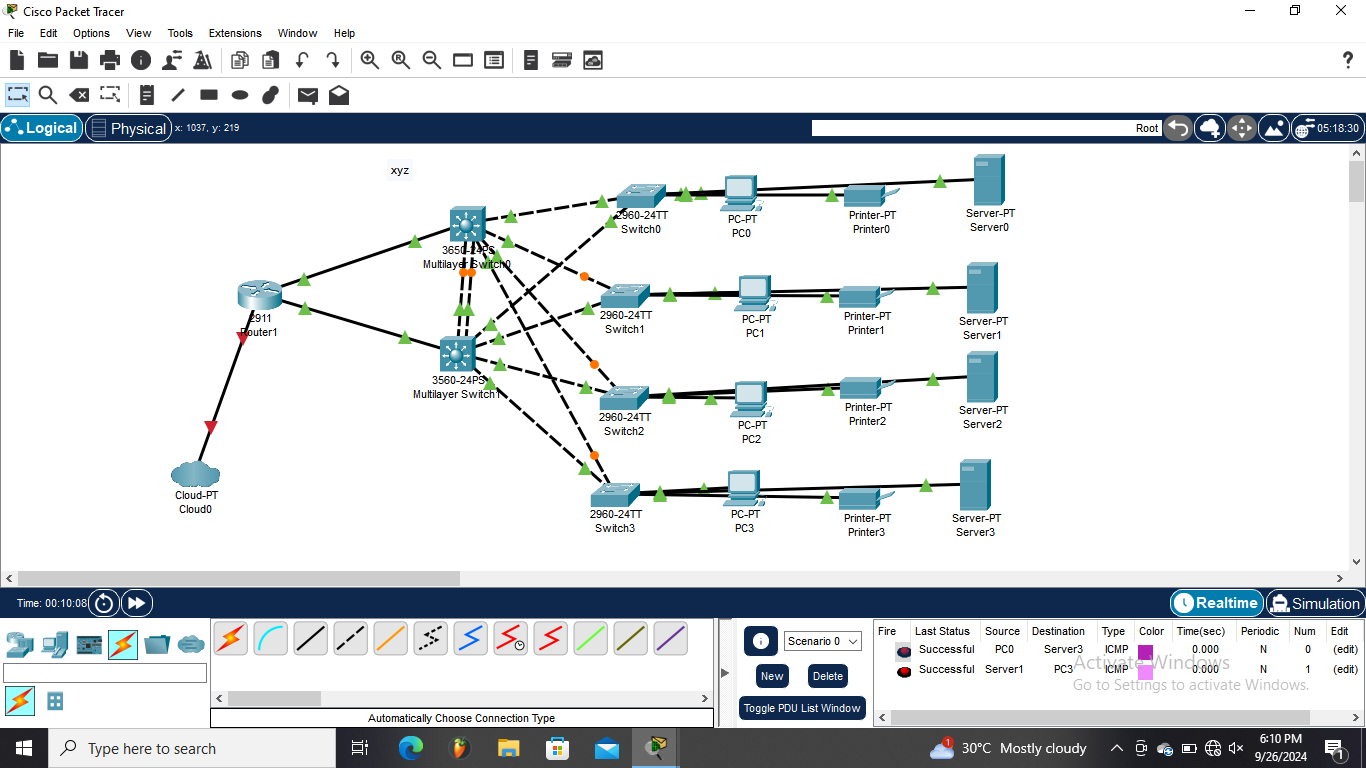 Cisco Packet Tracer
File Edit Options View Tools Extensions Window Help
Logical Physical x: 1037, y: 219 Root 05:18:30
xyz
2960-24TT
Switch0
PC-PT
PC0
Printer-PT
Printer0
Server-PT
Server0
3650-24PS
Multilayer Switch0
2911
Router1
2960-24TT
Switch1
PC-PT
PC1
Printer-PT
Printer1
Server-PT
Server1
3560-24PS
Multilayer Switch1
2960-24TT
Switch2
PC-PT
PC2
Printer-PT
Printer2
Server-PT
Server2
Cloud-PT
Cloud0
2960-24TT
Switch3
PC-PT
PC3
Printer-PT
Printer3
Server-PT
Server3
Time: 00:10:08 Realtime Simulation
Automatically Choose Connection Type
Scenario 0
New Delete
Toggle PDU List Window
Fire Last Status Source Destination Type Color Time(sec) Periodic Num Edit
Successful PC0 Server3 ICMP 0.000 N 0 (edit)
Successful Server1 PC3 ICMP 0.000 N 1 (edit)
Activate Windows
Go to Settings to activate Windows.
Type here to search
30°C Mostly cloudy
6:10 PM
9/26/2024